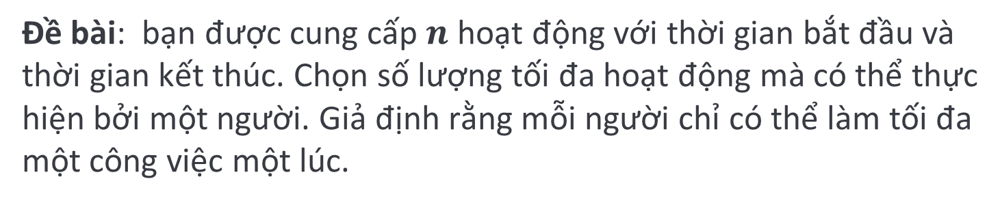 Đề bài: bạn được cung cấp n hoạt động với thời gian bắt đầu và
thời gian kết thúc. Chọn số lượng tối đa hoạt động mà có thể thực
hiện bởi một người. Giả định rằng mỗi người chỉ có thể làm tối đa
một công việc một lúc.